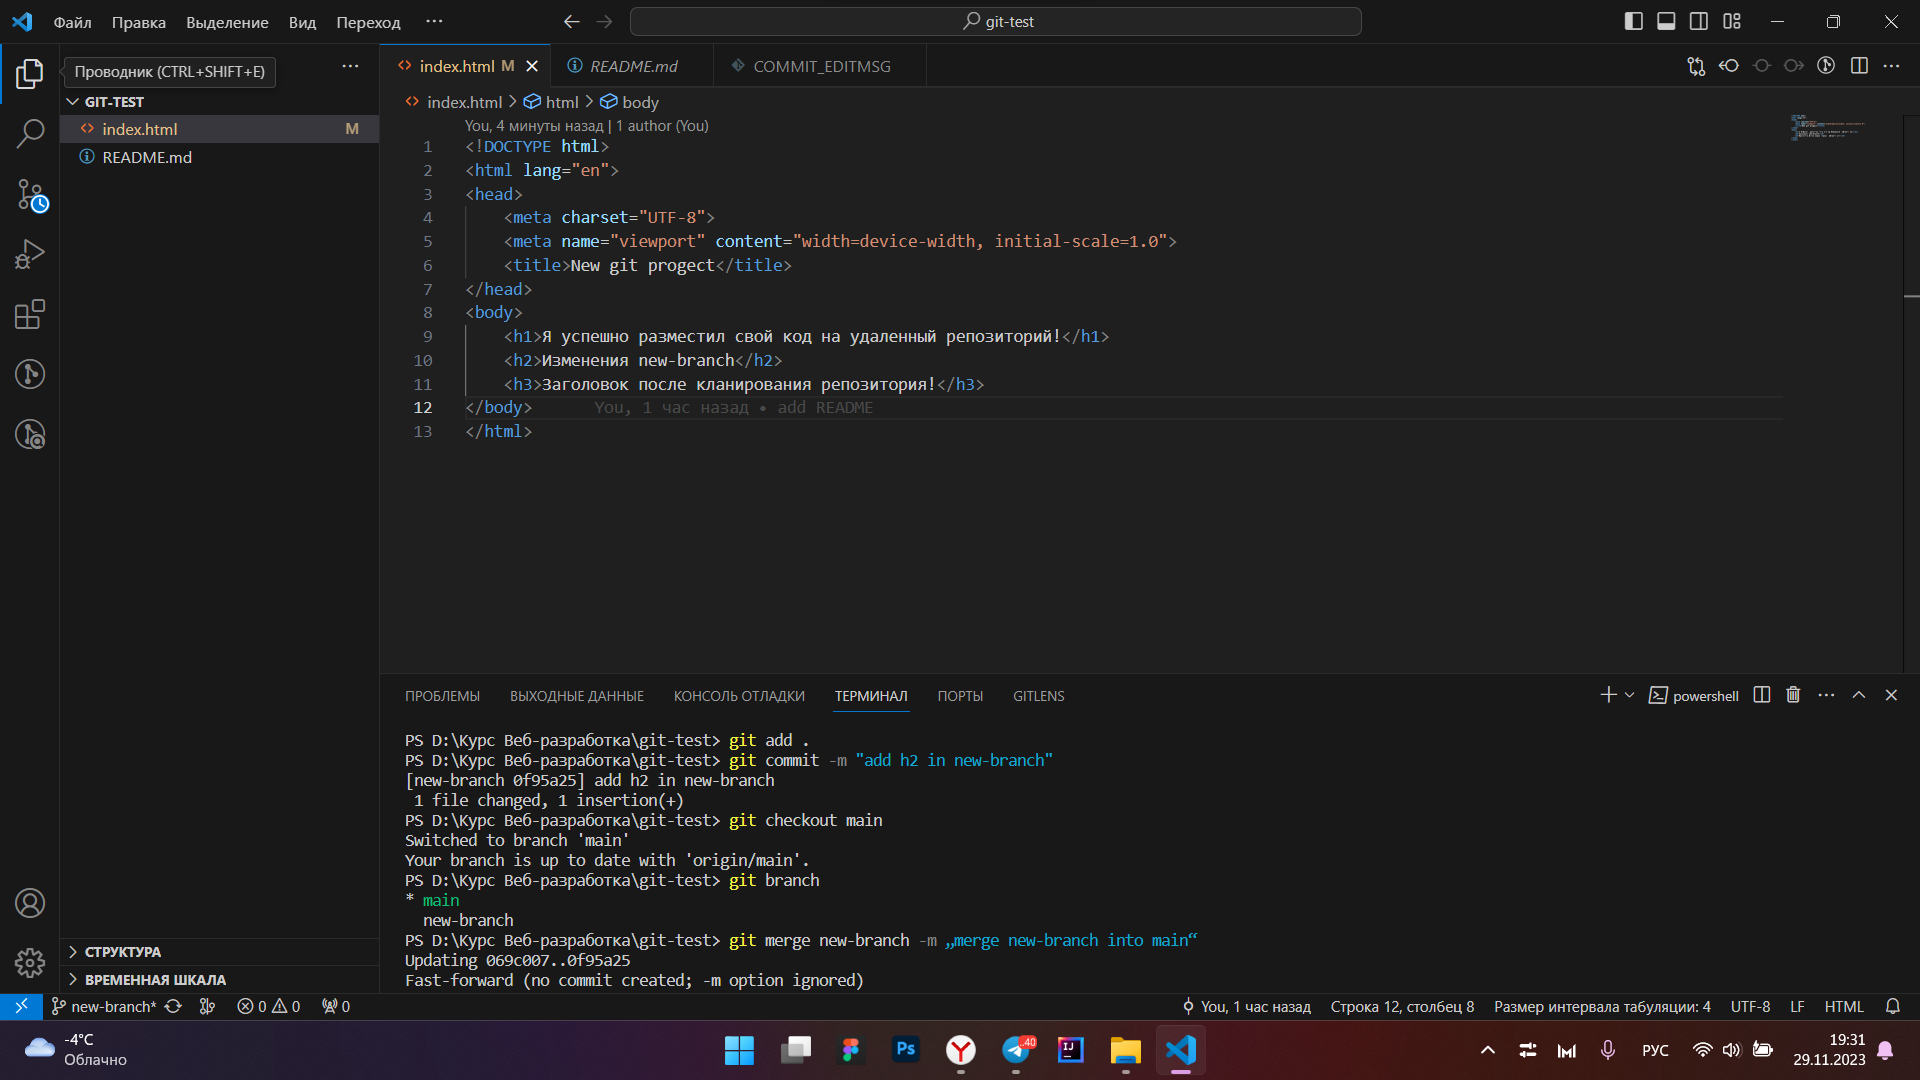 Файл Правка Выделение Вид Переход ··· git-test
Проводник (CTRL+SHIFT+E)
index.html M README.md COMMIT_EDITMSG
GIT-TEST
index.html M
README.md
index.html > html > body
You, 4 минуты назад | 1 author (You)
1 <!DOCTYPE html>
2 <html lang="en">
3 <head>
4 <meta charset="UTF-8">
5 <meta name="viewport" content="width=device-width, initial-scale=1.0">
6 <title>New git progect</title>
7 </head>
8 <body>
9 <h1>Я успешно разместил свой код на удаленный репозиторий!</h1>
10 <h2>Изменения new-branch</h2>
11 <h3>Заголовок после кланирования репозитория!</h3>
12 </body> You, 1 час назад • add README
13 </html>
ПРОБЛЕМЫ ВЫХОДНЫЕ ДАННЫЕ КОНСОЛЬ ОТЛАДКИ ТЕРМИНАЛ ПОРТЫ GITLENS powershell
PS D:\Курс Веб-разработка\git-test> git add .
PS D:\Курс Веб-разработка\git-test> git commit -m "add h2 in new-branch"
[new-branch 0f95a25] add h2 in new-branch
1 file changed, 1 insertion(+)
PS D:\Курс Веб-разработка\git-test> git checkout main
Switched to branch 'main'
Your branch is up to date with 'origin/main'.
PS D:\Курс Веб-разработка\git-test> git branch
* main
new-branch
PS D:\Курс Веб-разработка\git-test> git merge new-branch -m „merge new-branch into main“
Updating 069c007..0f95a25
Fast-forward (no commit created; -m option ignored)
СТРУКТУРА
ВРЕМЕННАЯ ШКАЛА
new-branch* 0 0 0 You, 1 час назад Строка 12, столбец 8 Размер интервала табуляции: 4 UTF-8 LF HTML
-4°C
Облачно
Ps
40
IJ
РУС
19:31
29.11.2023